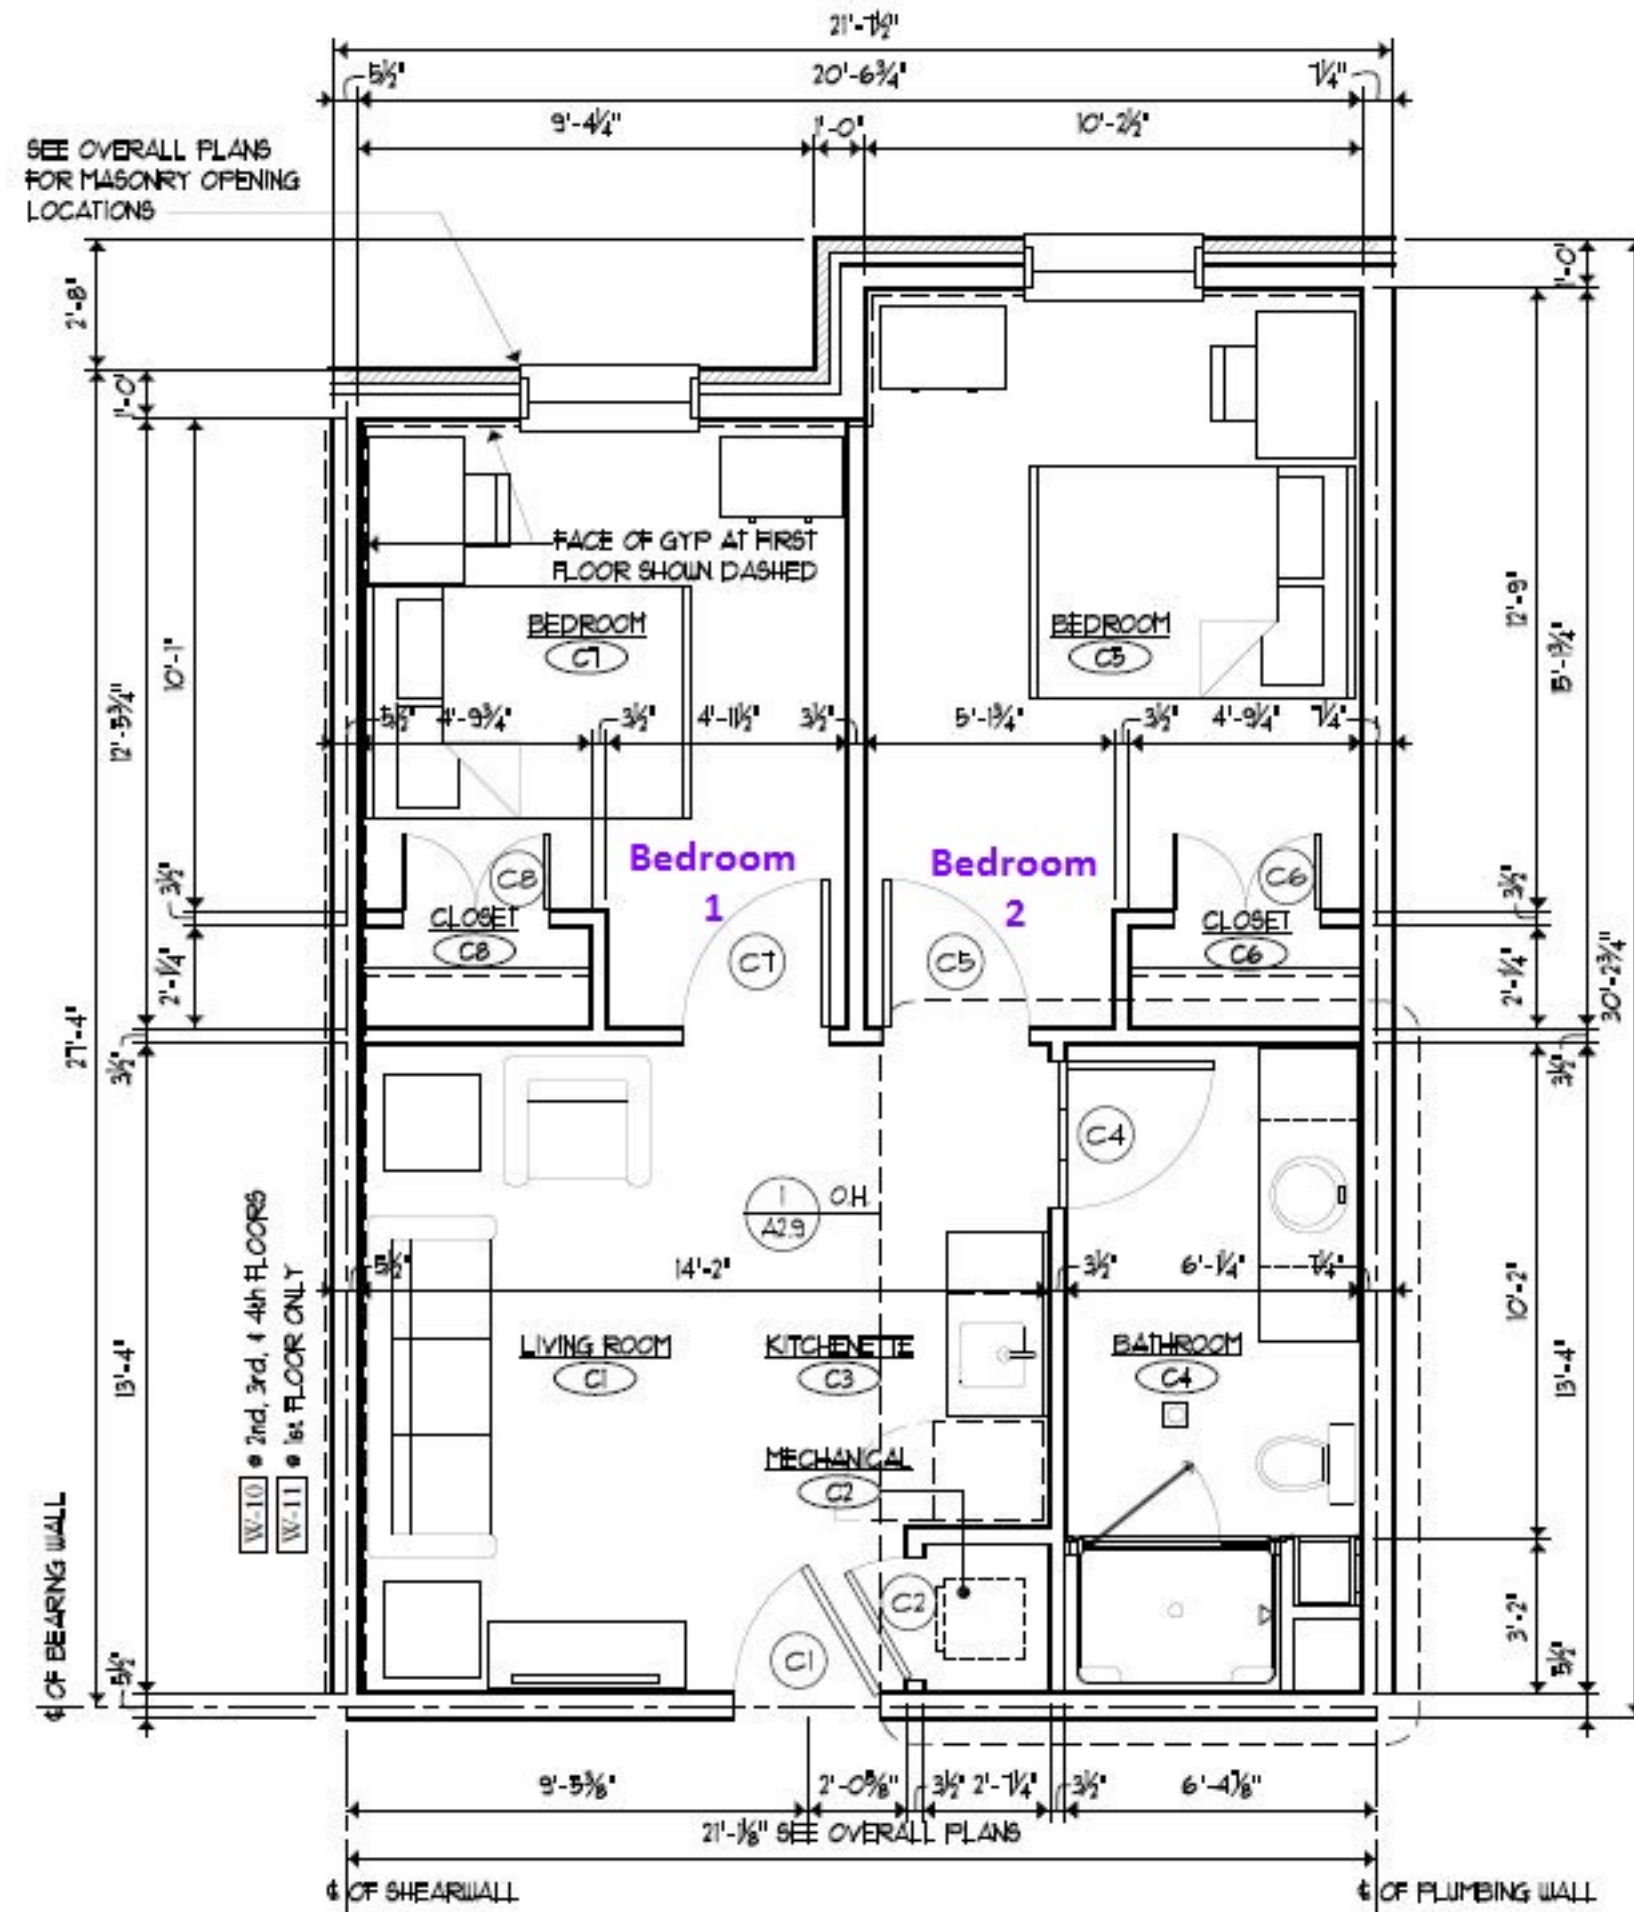 21'-7½"
5½"
20'-6¾"
7¼"
9'-4¼"
1'-0"
10'-2½"
SEE OVERALL PLANS
FOR MASONRY OPENING
LOCATIONS
2'-8"
1'-0"
1'-0"
FACE OF GYP AT FIRST
FLOOR SHOWN DASHED
BEDROOM
C7
BEDROOM
C5
12'-9"
10'-1"
12'-5¾"
5½"
4'-9¾"
3½"
4'-11½"
3½"
5'-1¾"
3½"
4'-9¼"
7¼"
5'-1¾"
Bedroom
1
Bedroom
2
C8
CLOSET
C8
C7
C5
C6
CLOSET
C6
3½"
2'-1¼"
3½"
2'-1¼"
27'-4"
30'-2¾"
3½"
3½"
C4
1
A2.9
O.H.
5½"
14'-2"
3½"
6'-1¼"
7¼"
10'-2"
LIVING ROOM
C1
KITCHENETTE
C3
BATHROOM
C4
13'-4"
13'-4"
MECHANICAL
C2
W-10 @ 2nd, 3rd, & 4th FLOORS
W-11 @ 1st FLOOR ONLY
℄ OF BEARING WALL
C2
C1
3'-2"
5½"
5½"
9'-5⅜"
2'-0⅝"
3½"
2'-7¼"
3½"
6'-4⅞"
21'-1⅛" SEE OVERALL PLANS
℄ OF SHEARWALL
℄ OF PLUMBING WALL